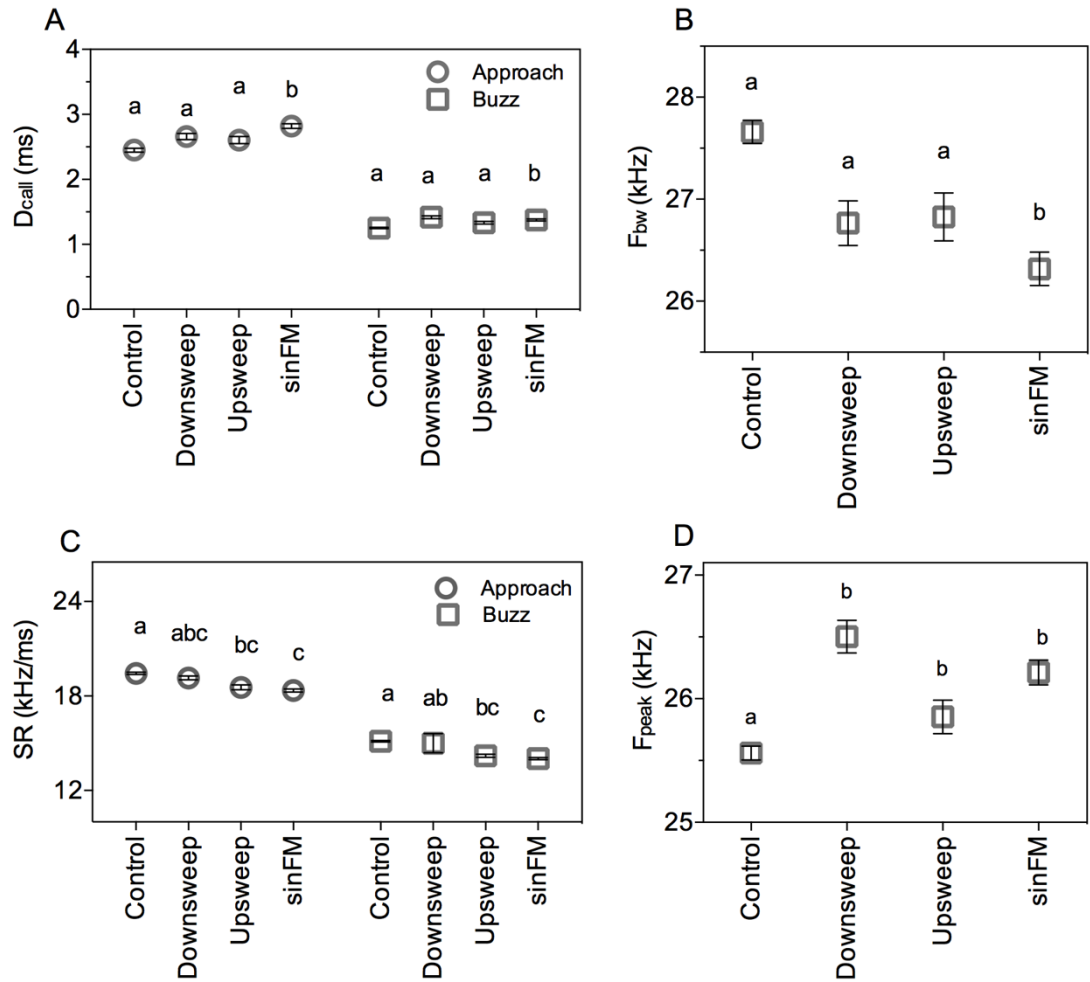 A
Dcall (ms)
4
3
2
1
0
a
a
a
b
a
a
a
b
Approach
Buzz
Control
Downsweep
Upsweep
sinFM
Control
Downsweep
Upsweep
sinFM
B
Fbw (kHz)
28
27
26
a
a
a
b
Control
Downsweep
Upsweep
sinFM
C
SR (kHz/ms)
24
18
12
a
abc
bc
c
a
ab
bc
c
Approach
Buzz
Control
Downsweep
Upsweep
sinFM
Control
Downsweep
Upsweep
sinFM
D
Fpeak (kHz)
27
26
25
a
b
b
b
Control
Downsweep
Upsweep
sinFM